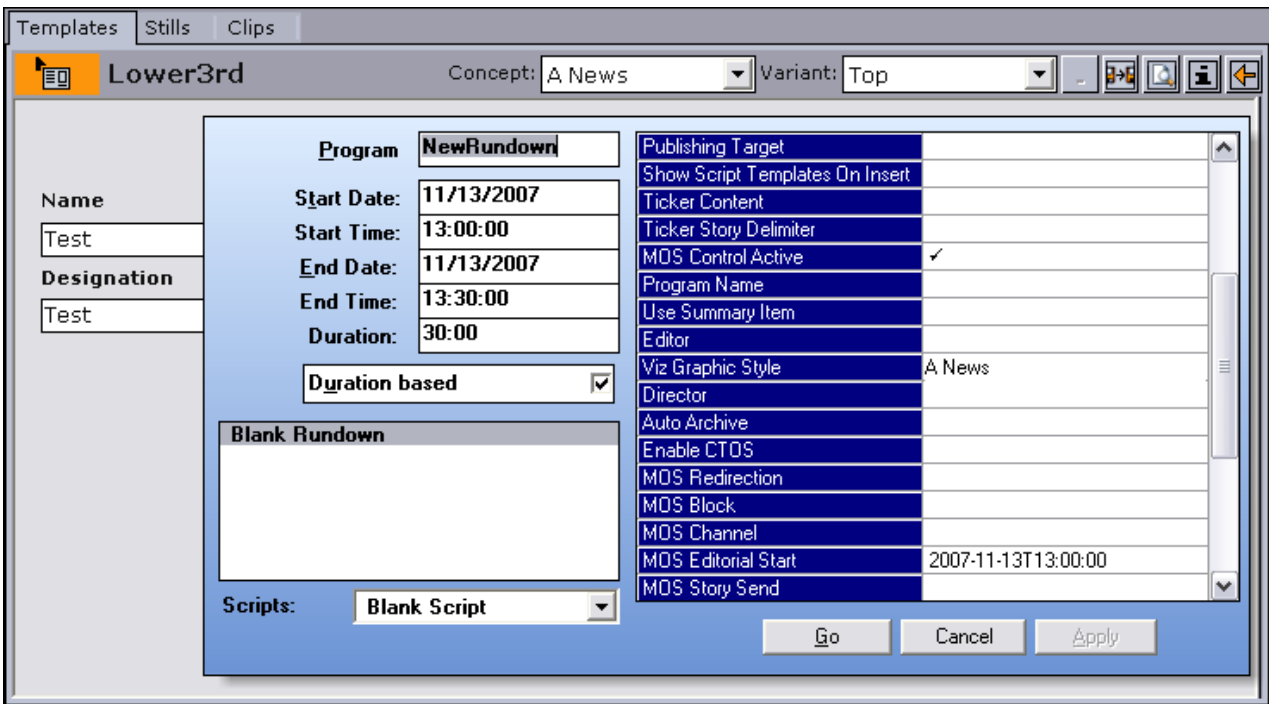 Templates Stills Clips
Lower3rd Concept: A News Variant: Top
Name
Test
Designation
Test
Program NewRundown
Start Date: 11/13/2007
Start Time: 13:00:00
End Date: 11/13/2007
End Time: 13:30:00
Duration: 30:00
Duration based
Blank Rundown
Scripts: Blank Script
Publishing Target
Show Script Templates On Insert
Ticker Content
Ticker Story Delimiter
MOS Control Active ✓
Program Name
Use Summary Item
Editor
Viz Graphic Style A News
Director
Auto Archive
Enable CTOS
MOS Redirection
MOS Block
MOS Channel
MOS Editorial Start 2007-11-13T13:00:00
MOS Story Send
Go Cancel Apply